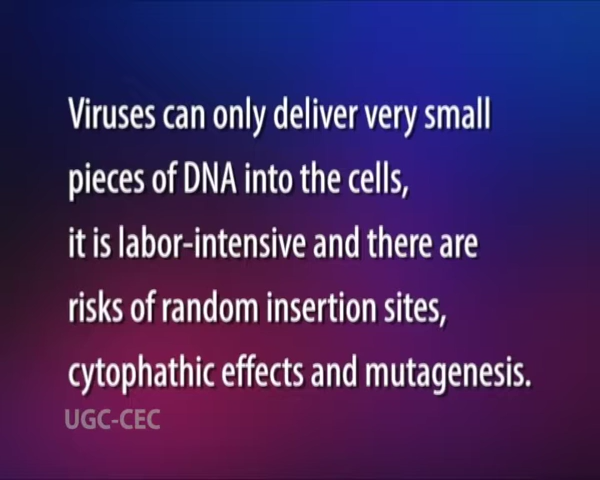 Viruses can only deliver very small
pieces of DNA into the cells,
it is labor-intensive and there are
risks of random insertion sites,
cytophathic effects and mutagenesis.
UGC-CEC